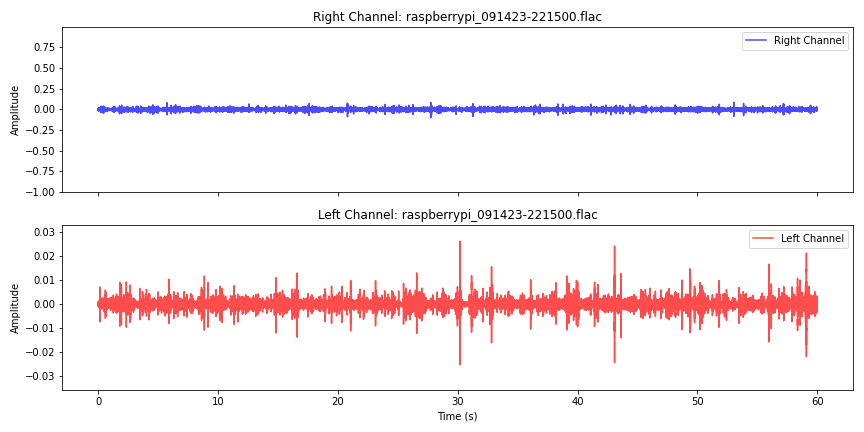 Right Channel: raspberrypi_091423-221500.flac
Right Channel
0.75
0.50
0.25
0.00
−0.25
−0.50
−0.75
−1.00
Amplitude
Left Channel: raspberrypi_091423-221500.flac
Left Channel
0.03
0.02
0.01
0.00
−0.01
−0.02
−0.03
Amplitude
0 10 20 30 40 50 60
Time (s)